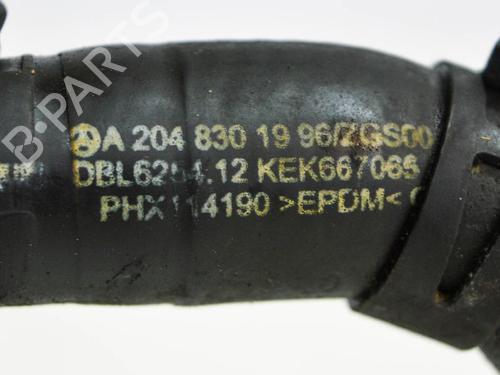 A 204 830 19 96/ZGS00
DBL6254.12 KEK667065
PHX114190 >EPDM<
B-PARTS